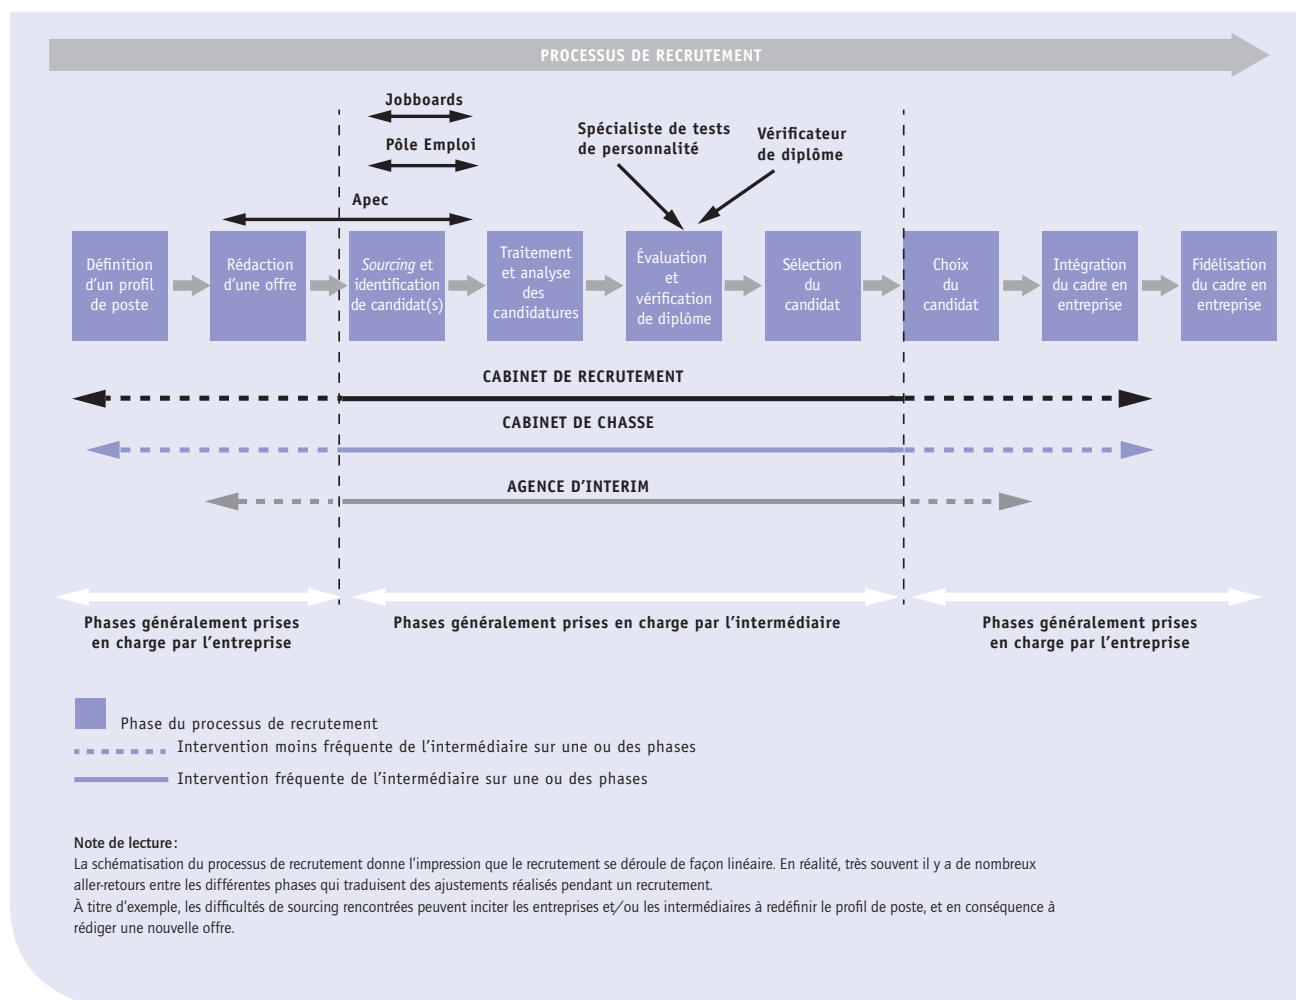 PROCESSUS DE RECRUTEMENT
Jobboards
Pôle Emploi
Apec
Spécialiste de tests
de personnalité
Vérificateur
de diplôme
Définition
d'un profil
de poste
Rédaction
d'une offre
Sourcing et
identification
de candidat(s)
Traitement
et analyse
des
candidatures
Évaluation
et
vérification
de diplôme
Sélection
du
candidat
Choix
du
candidat
Intégration
du cadre en
entreprise
Fidélisation
du cadre en
entreprise
CABINET DE RECRUTEMENT
CABINET DE CHASSE
AGENCE D'INTERIM
Phases généralement prises
en charge par l'entreprise
Phases généralement prises en charge par l'intermédiaire
Phases généralement prises
en charge par l'entreprise
Phase du processus de recrutement
Intervention moins fréquente de l'intermédiaire sur une ou des phases
Intervention fréquente de l'intermédiaire sur une ou des phases
Note de lecture :
La schématisation du processus de recrutement donne l'impression que le recrutement se déroule de façon linéaire. En réalité, très souvent il y a de nombreux
aller-retours entre les différentes phases qui traduisent des ajustements réalisés pendant un recrutement.
À titre d'exemple, les difficultés de sourcing rencontrées peuvent inciter les entreprises et/ou les intermédiaires à redéfinir le profil de poste, et en conséquence à
rédiger une nouvelle offre.